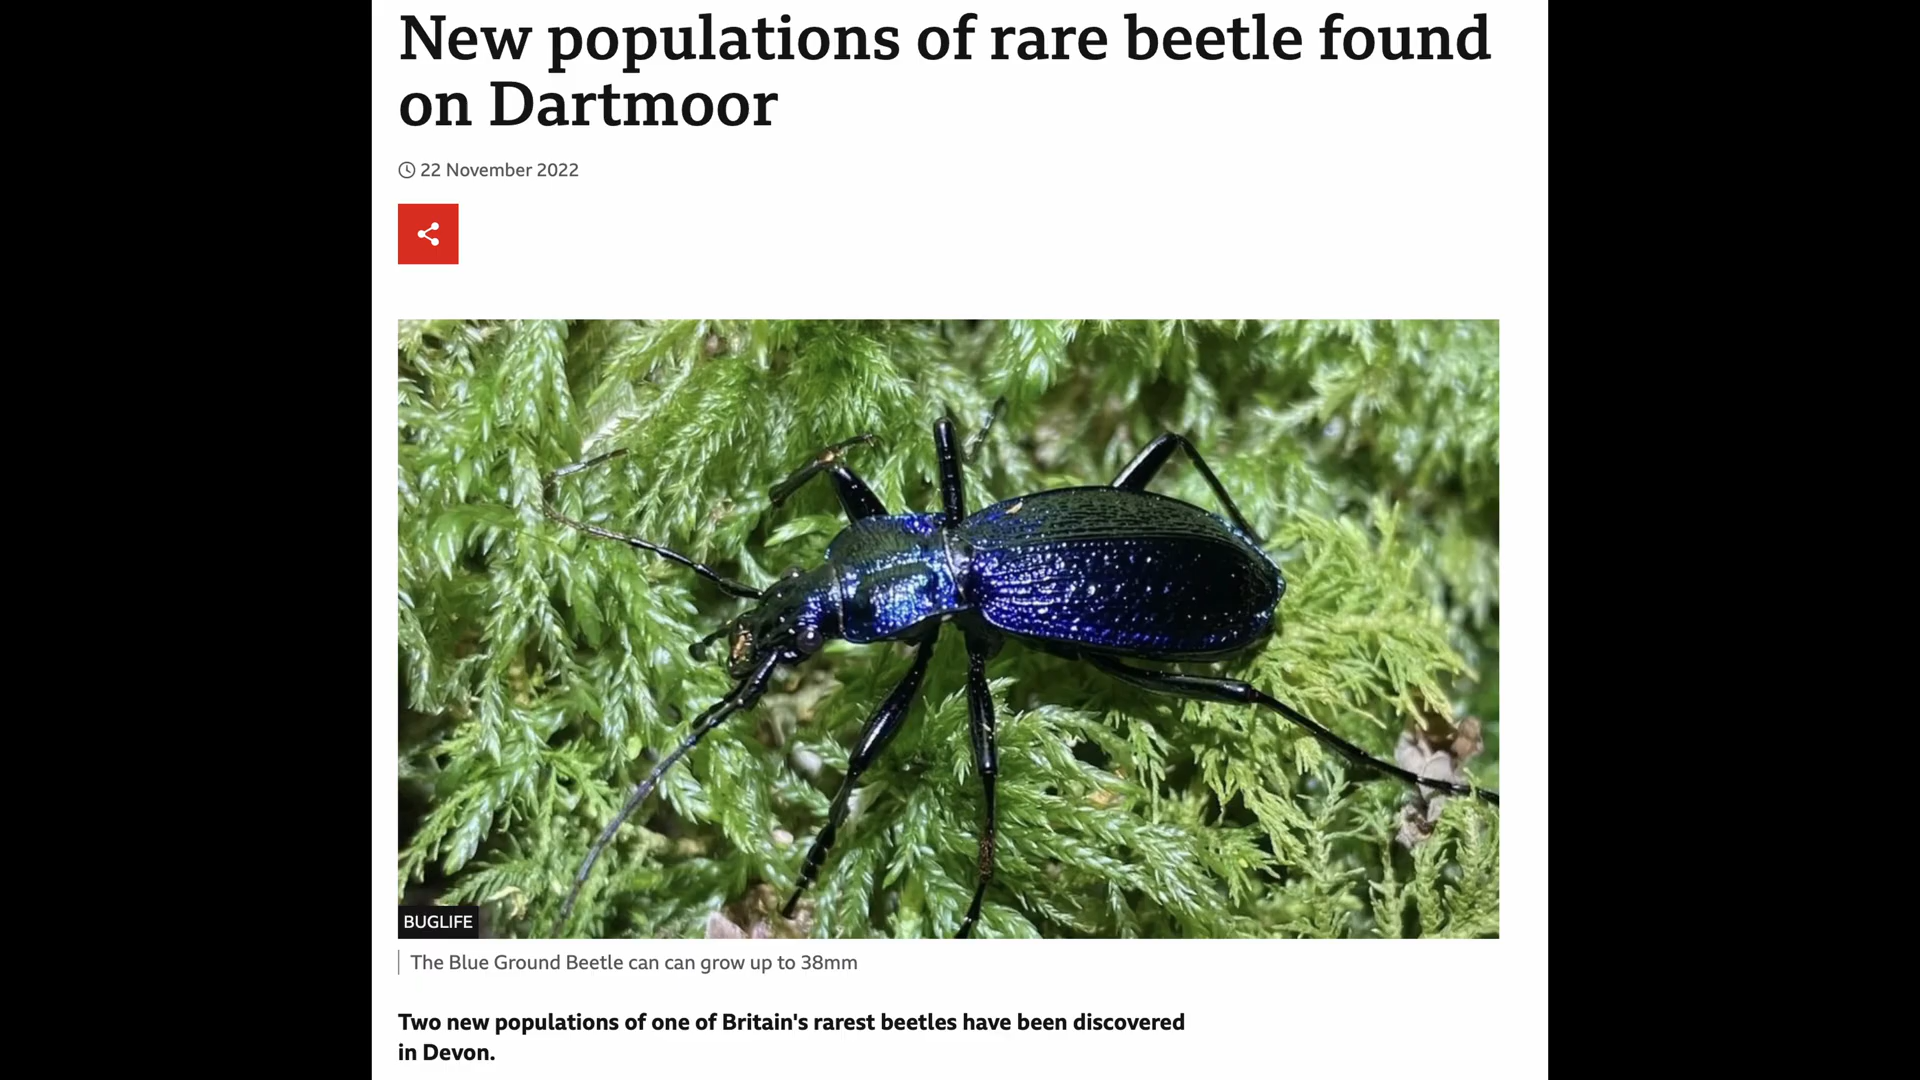 New populations of rare beetle found
on Dartmoor
22 November 2022
BUGLIFE
The Blue Ground Beetle can can grow up to 38mm
Two new populations of one of Britain's rarest beetles have been discovered
in Devon.